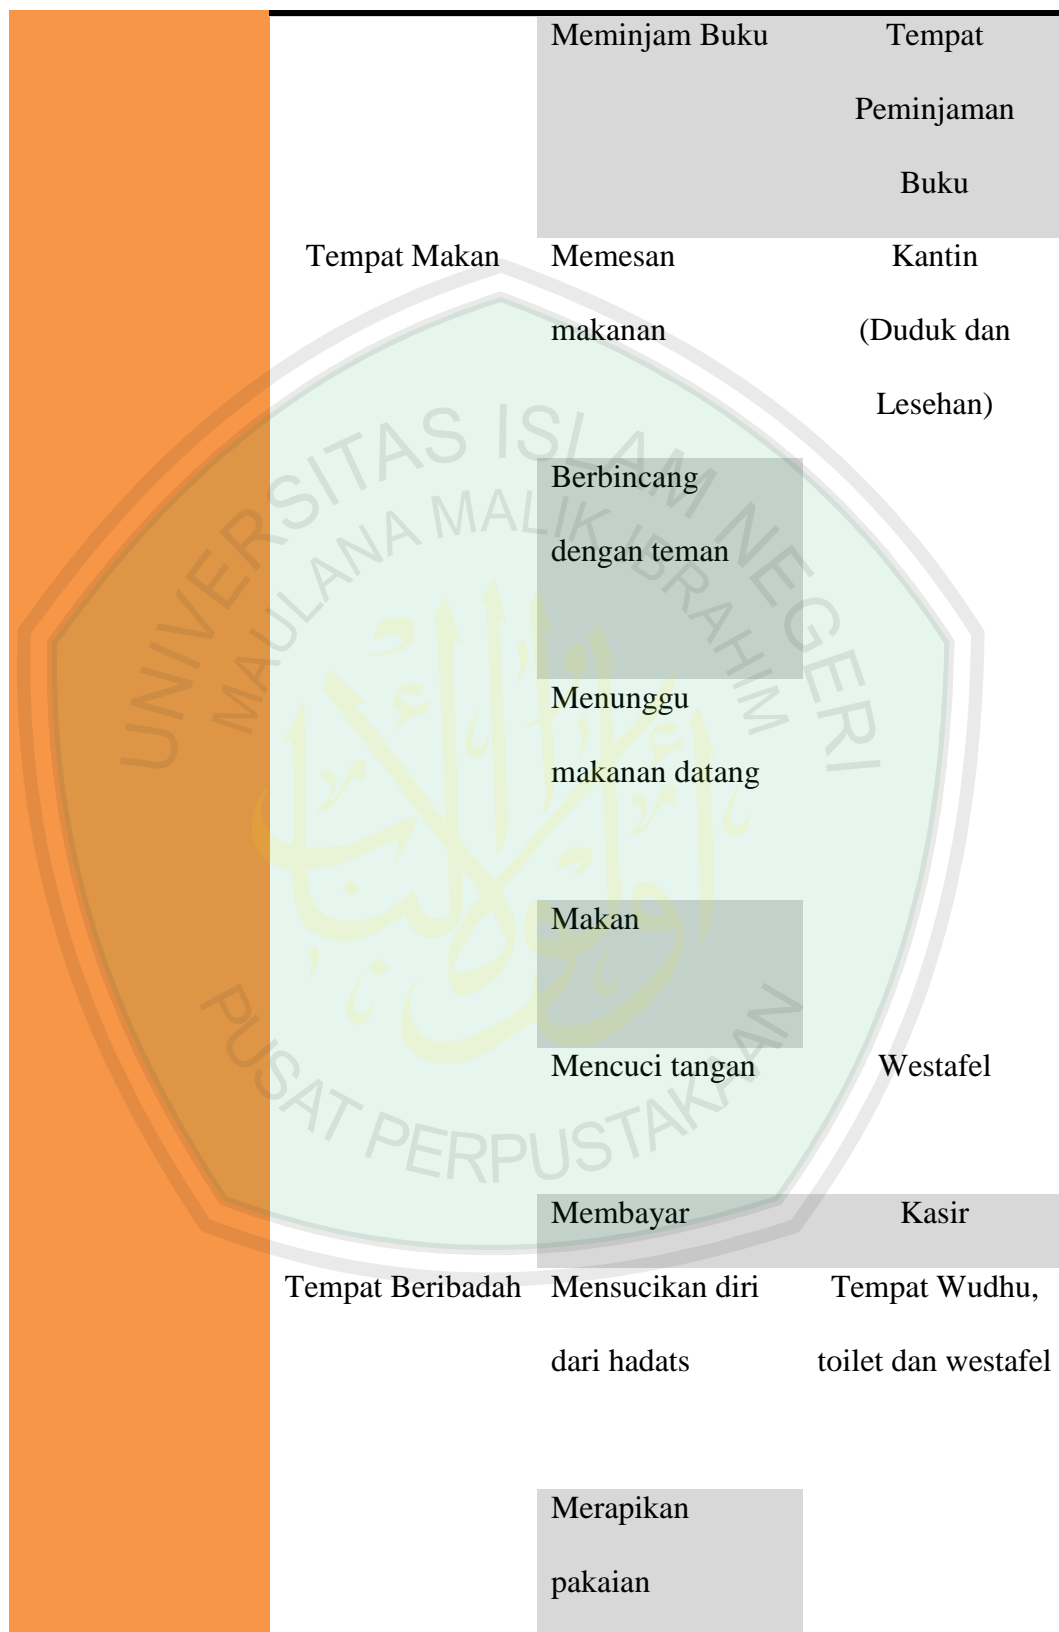 Meminjam Buku Tempat
Peminjaman
Buku
Tempat Makan Memesan Kantin
makanan (Duduk dan
Lesehan)
Berbincang
dengan teman
Menunggu
makanan datang
Makan
Mencuci tangan Westafel
Membayar Kasir
Tempat Beribadah Mensucikan diri Tempat Wudhu,
dari hadats toilet dan westafel
Merapikan
pakaian
UNIVERSITAS ISLAM NEGERI
MAULANA MALIK IBRAHIM
PUSAT PERPUSTAKAAN